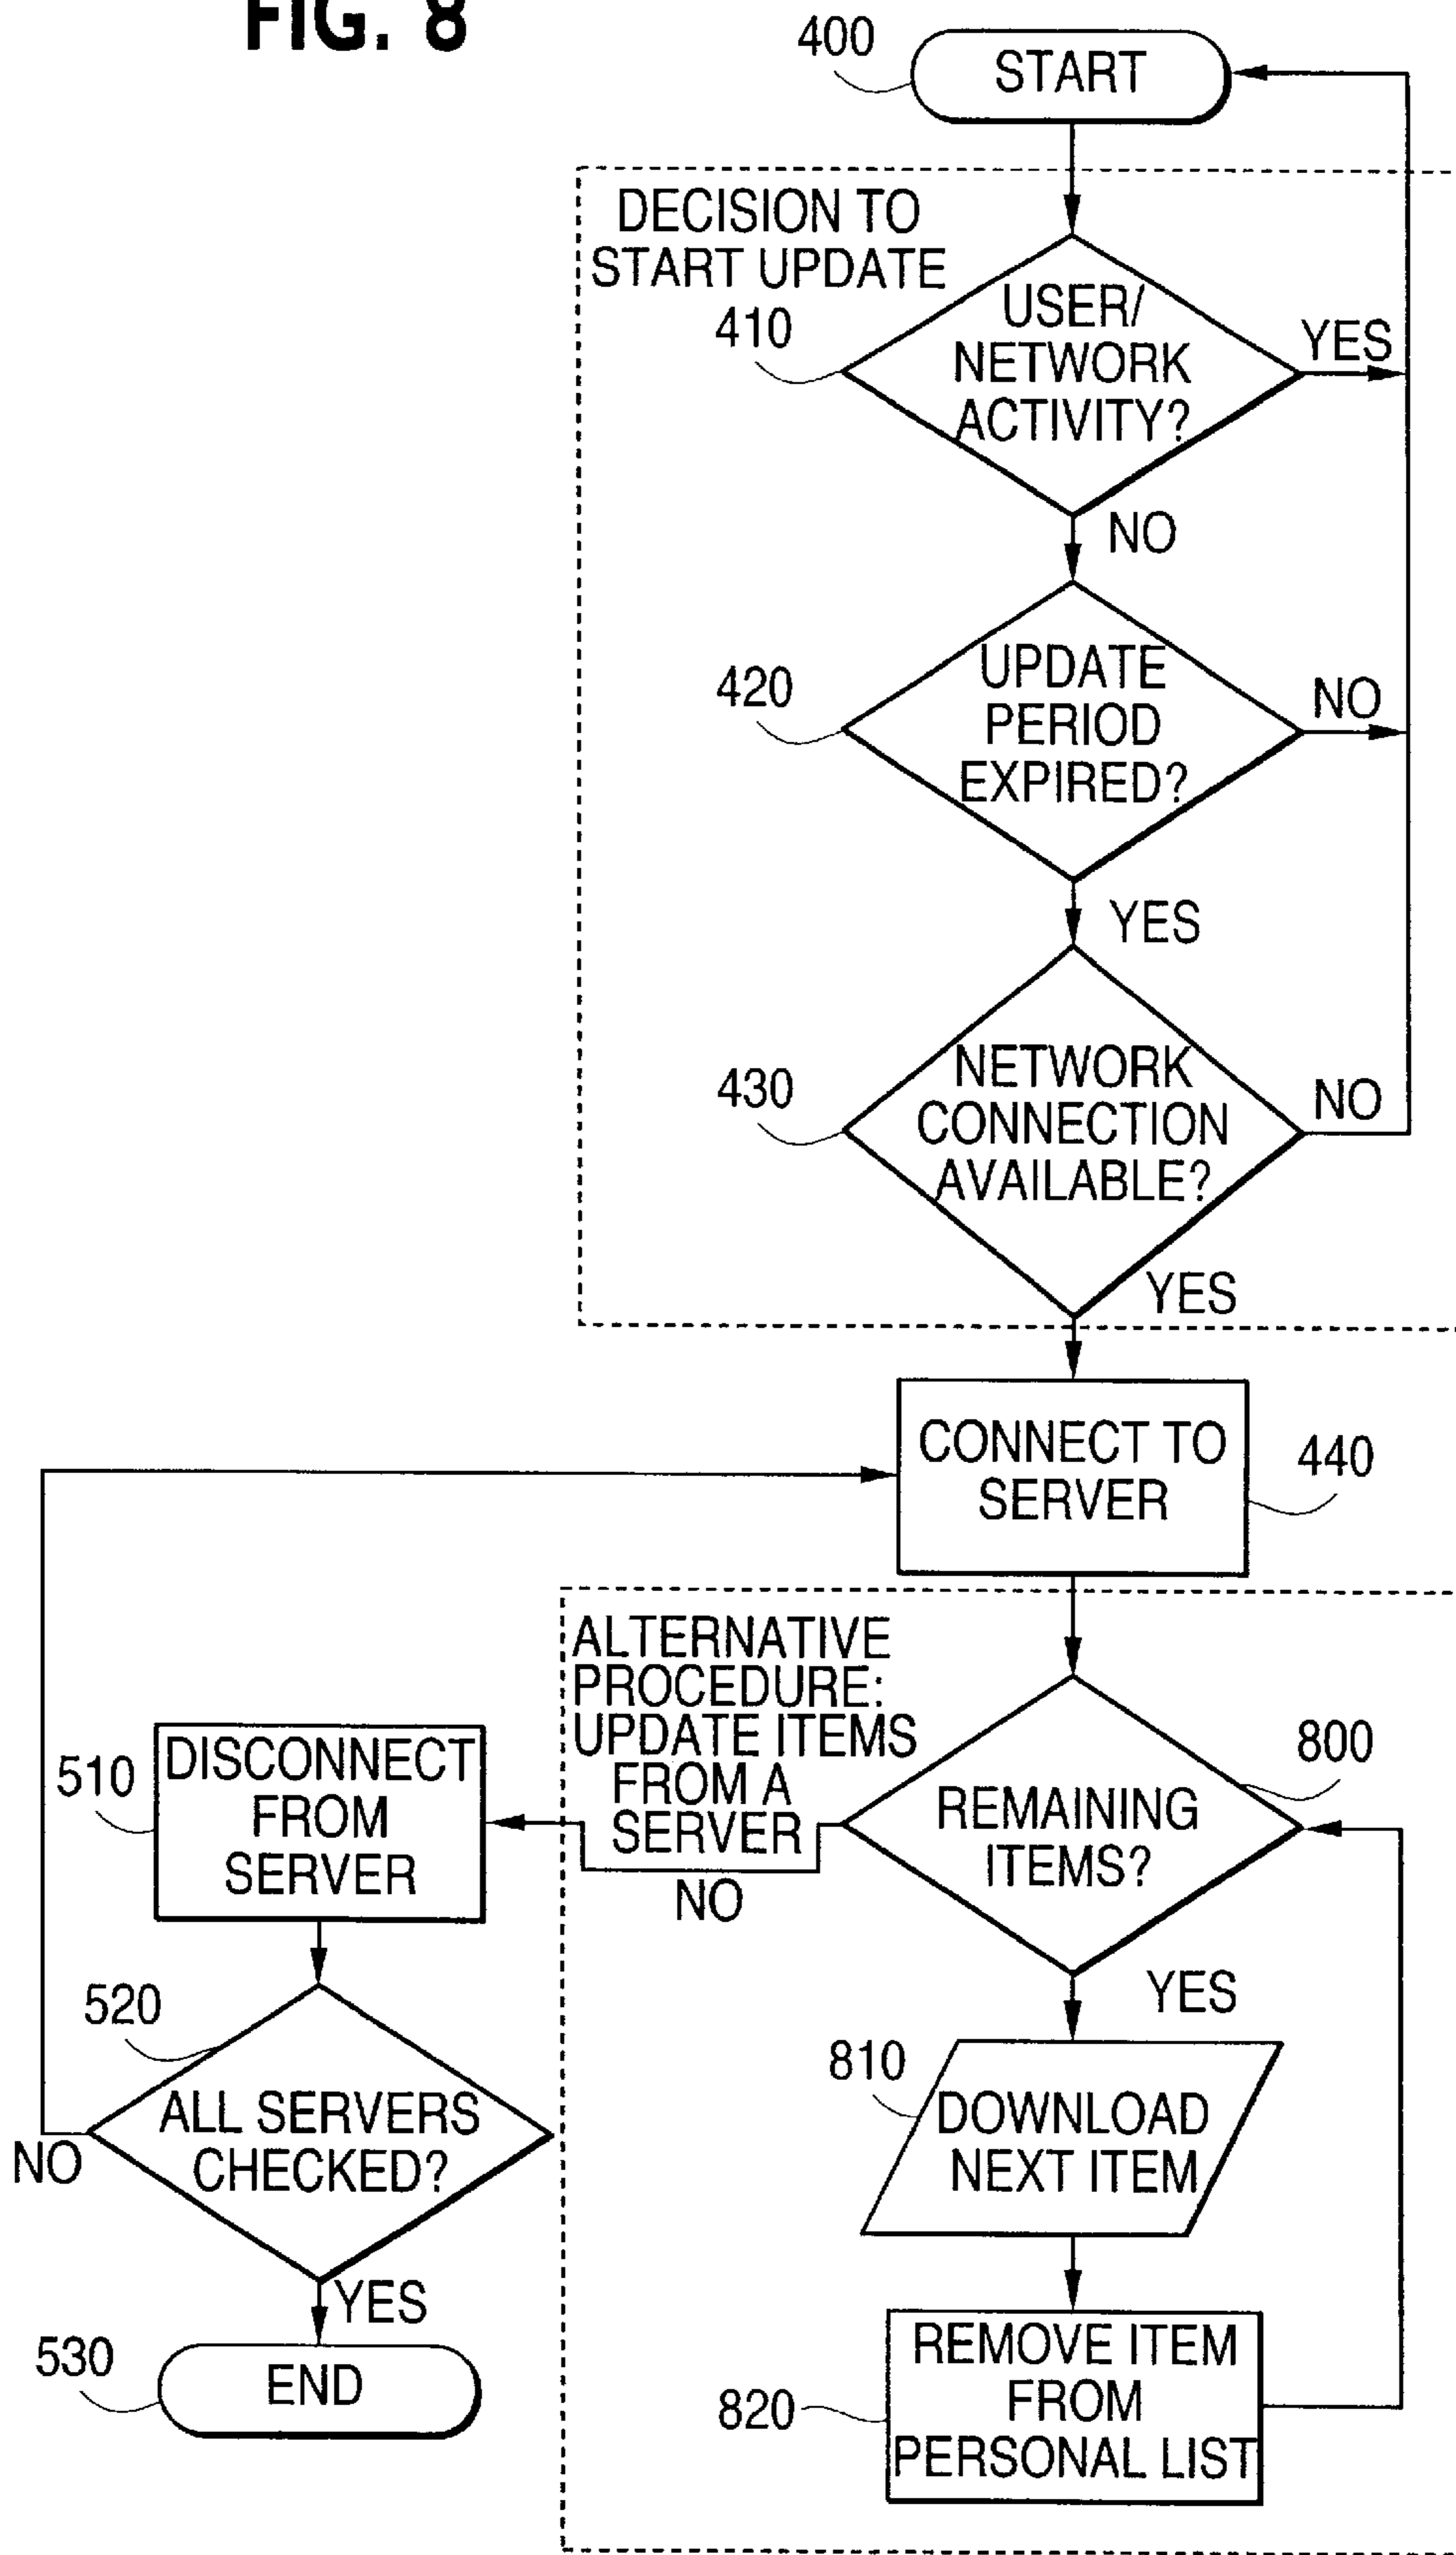 FIG. 8
400
START
DECISION TO
START UPDATE
410
USER/
NETWORK
ACTIVITY?
YES
NO
420
UPDATE
PERIOD
EXPIRED?
NO
YES
430
NETWORK
CONNECTION
AVAILABLE?
NO
YES
CONNECT TO
SERVER
440
ALTERNATIVE
PROCEDURE:
UPDATE ITEMS
FROM A
SERVER
800
REMAINING
ITEMS?
NO
YES
510
DISCONNECT
FROM
SERVER
520
ALL SERVERS
CHECKED?
NO
YES
530
END
810
DOWNLOAD
NEXT ITEM
820
REMOVE ITEM
FROM
PERSONAL LIST